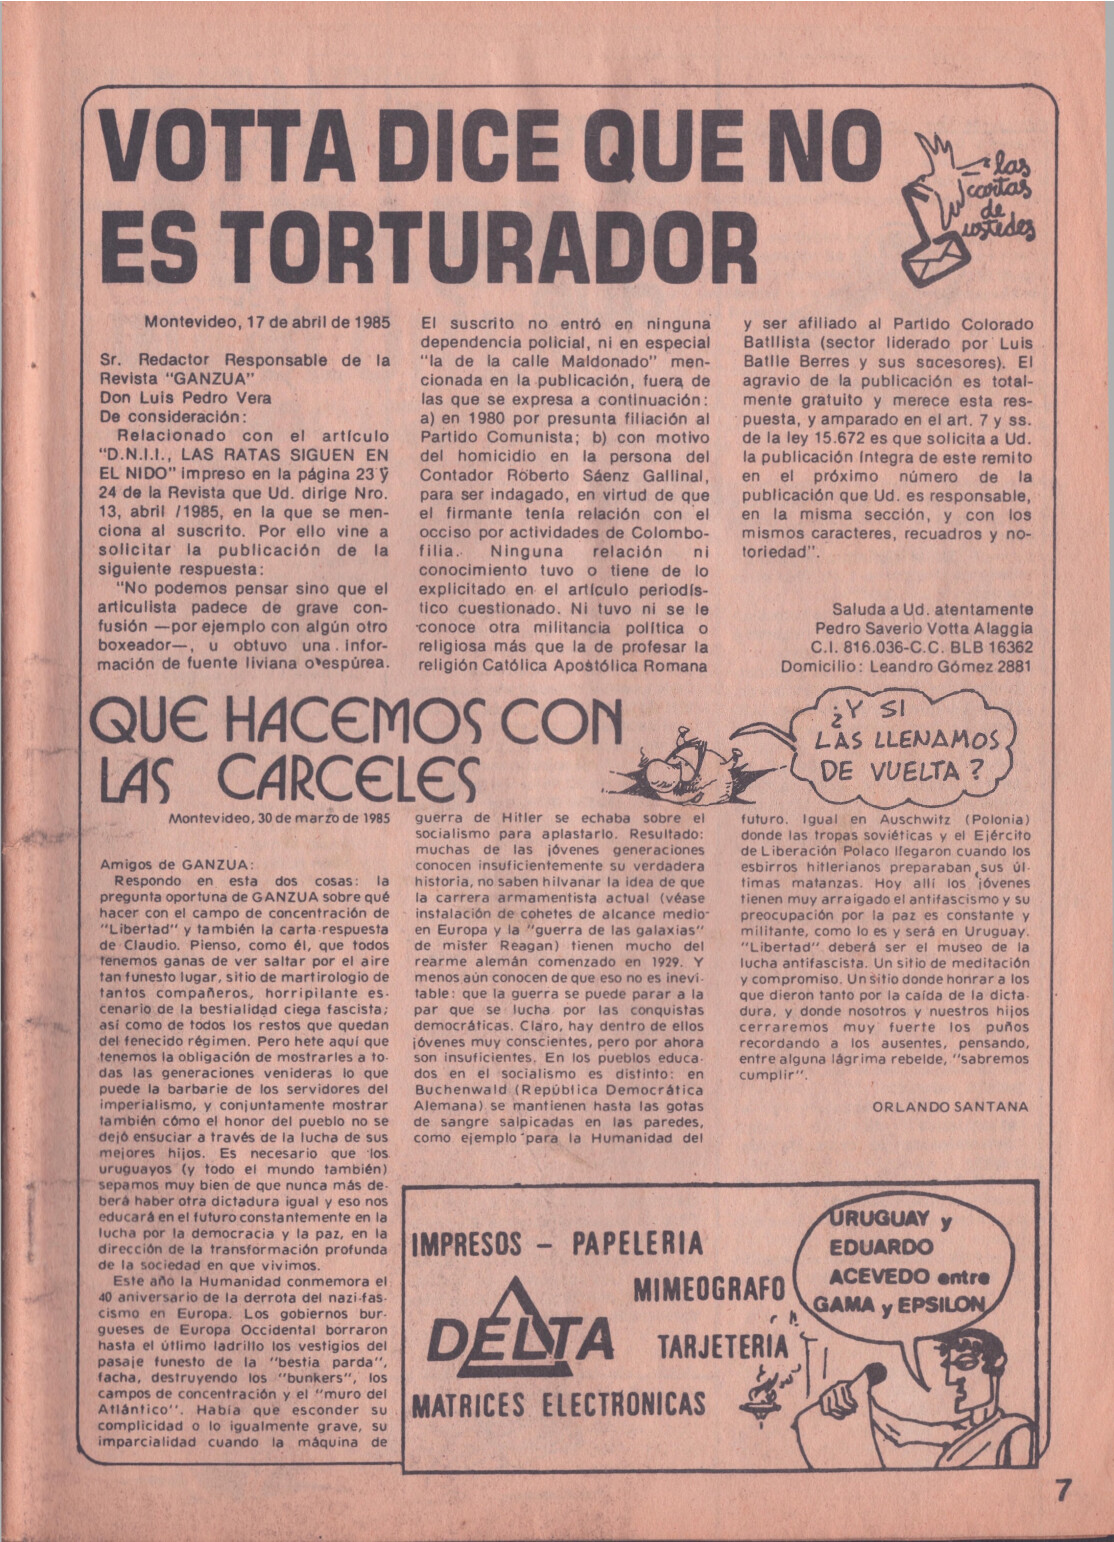 VOTTA DICE QUE NO
ES TORTURADOR
las
cartas
de
ustedes
Montevideo, 17 de abril de 1985
Sr. Redactor Responsable de la
Revista "GANZUA"
Don Luis Pedro Vera
De consideración:
Relacionado con el artículo
"D.N.I.I., LAS RATAS SIGUEN EN
EL NIDO" impreso en la página 23 y
24 de la Revista que Ud. dirige Nro.
13, abril /1985, en la que se men-
ciona al suscrito. Por ello vine a
solicitar la publicación de la
siguiente respuesta:
"No podemos pensar sino que el
articulista padece de grave con-
fusión —por ejemplo con algún otro
boxeador—, u obtuvo una infor-
mación de fuente liviana o espúrea.
El suscrito no entró en ninguna
dependencia policial, ni en especial
"la de la calle Maldonado" men-
cionada en la publicación, fuera de
las que se expresa a continuación:
a) en 1980 por presunta filiación al
Partido Comunista; b) con motivo
del homicidio en la persona del
Contador Roberto Sáenz Gallinal,
para ser indagado, en virtud de que
el firmante tenía relación con el
occiso por actividades de Colombo-
filia. Ninguna relación ni
conocimiento tuvo o tiene de lo
explicitado en el artículo periodís-
tico cuestionado. Ni tuvo ni se le
conoce otra militancia política o
religiosa más que la de profesar la
religión Católica Apostólica Romana
y ser afiliado al Partido Colorado
Batllista (sector liderado por Luis
Batlle Berres y sus sucesores). El
agravio de la publicación es total-
mente gratuito y merece esta res-
puesta, y amparado en el art. 7 y ss.
de la ley 15.672 es que solicita a Ud.
la publicación íntegra de este remito
en el próximo número de la
publicación que Ud. es responsable,
en la misma sección, y con los
mismos caracteres, recuadros y no-
toriedad".
Saluda a Ud. atentamente
Pedro Saverio Votta Alaggia
C.I. 816.036-C.C. BLB 16362
Domicilio: Leandro Gómez 2881
QUE HACEMOS CON
LAS CARCELES
¿Y SI
LAS LLENAMOS
DE VUELTA?
Montevideo, 30 de marzo de 1985
Amigos de GANZUA:
Respondo en esta dos cosas: la
pregunta oportuna de GANZUA sobre qué
hacer con el campo de concentración de
"Libertad" y también la carta-respuesta
de Claudio. Pienso, como él, que todos
tenemos ganas de ver saltar por el aire
tan funesto lugar, sitio de martirologio de
tantos compañeros, horripilante es-
cenario de la bestialidad ciega fascista;
así como de todos los restos que quedan
del fenecido régimen. Pero hete aquí que
tenemos la obligación de mostrarles a to-
das las generaciones venideras lo que
puede la barbarie de los servidores del
imperialismo, y conjuntamente mostrar
también cómo el honor del pueblo no se
dejó ensuciar a través de la lucha de sus
mejores hijos. Es necesario que los
uruguayos (y todo el mundo también)
sepamos muy bien de que nunca más de-
berá haber otra dictadura igual y eso nos
educará en el futuro constantemente en la
lucha por la democracia y la paz, en la
dirección de la transformación profunda
de la sociedad en que vivimos.
Este año la Humanidad conmemora el
40 aniversario de la derrota del nazi-fas-
cismo en Europa. Los gobiernos bur-
gueses de Europa Occidental borraron
hasta el útlimo ladrillo los vestigios del
pasaje funesto de la "bestia parda",
facha, destruyendo los "bunkers", los
campos de concentración y el "muro del
Atlántico". Había que esconder su
complicidad o lo igualmente grave, su
imparcialidad cuando la máquina de
guerra de Hitler se echaba sobre el
socialismo para aplastarlo. Resultado:
muchas de las jóvenes generaciones
conocen insuficientemente su verdadera
historia, no saben hilvanar la idea de que
la carrera armamentista actual (véase
instalación de cohetes de alcance medio
en Europa y la "guerra de las galaxias"
de mister Reagan) tienen mucho del
rearme alemán comenzado en 1929. Y
menos aún conocen de que eso no es inevi-
table: que la guerra se puede parar a la
par que se lucha por las conquistas
democráticas. Claro, hay dentro de ellos
jóvenes muy conscientes, pero por ahora
son insuficientes. En los pueblos educa-
dos en el socialismo es distinto: en
Buchenwald (República Democrática
Alemana) se mantienen hasta las gotas
de sangre salpicadas en las paredes,
como ejemplo para la Humanidad del
futuro. Igual en Auschwitz (Polonia)
donde las tropas soviéticas y el Ejército
de Liberación Polaco llegaron cuando los
esbirros hitlerianos preparaban sus úl-
timas matanzas. Hoy allí los jóvenes
tienen muy arraigado el antifascismo y su
preocupación por la paz es constante y
militante, como lo es y será en Uruguay.
"Libertad" deberá ser el museo de la
lucha antifascista. Un sitio de meditación
y compromiso. Un sitio donde honrar a los
que dieron tanto por la caída de la dicta-
dura, y donde nosotros y nuestros hijos
cerraremos muy fuerte los puños
recordando a los ausentes, pensando,
entre alguna lágrima rebelde, "sabremos
cumplir".
ORLANDO SANTANA
IMPRESOS – PAPELERIA
MIMEOGRAFO
DELTA
TARJETERIA
MATRICES ELECTRONICAS
URUGUAY y
EDUARDO
ACEVEDO entre
GAMA y EPSILON
7